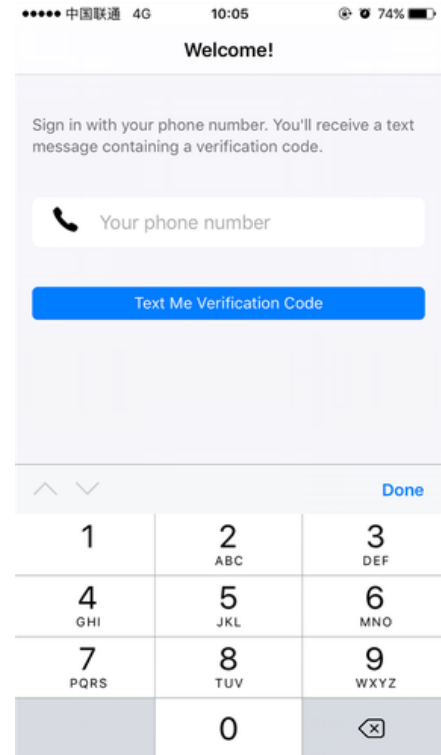 中国联通 4G 10:05 74%
Welcome!
Sign in with your phone number. You'll receive a text
message containing a verification code.
Your phone number
Text Me Verification Code
Done
1 2 3
ABC DEF
4 5 6
GHI JKL MNO
7 8 9
PQRS TUV WXYZ
0